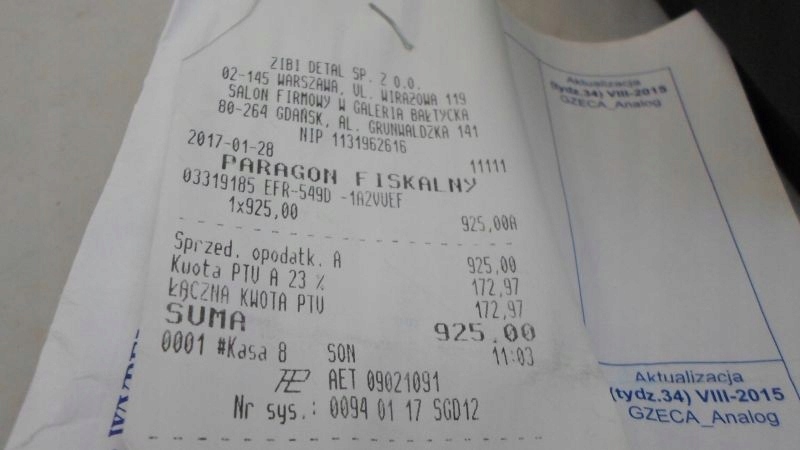 ZIBI DETAL SP. Z O.O.
02-145 WARSZAWA, UL. WIRAŻOWA 119
SALON FIRMOWY W GALERIA BAŁTYCKA
80-264 GDAŃSK, AL. GRUNWALDZKA 141
NIP 1131962616
2017-01-28 11111
PARAGON FISKALNY
03319185 EFR-549D -1A2VUEF
1x925,00 925,00A
Sprzed. opodatk. A 925,00
Kwota PTU A 23 % 172,97
ŁĄCZNA KWOTA PTU 172,97
SUMA 925.00
0001 #Kasa 8 SON 11:03
AET 09021091
Nr sys.: 0094 01 17 SGD12
Aktualizacja
(tydz.34) VIII-2015
GZECA_Analog
Aktualizacja
(tydz.34) VIII-2015
GZECA_Analog